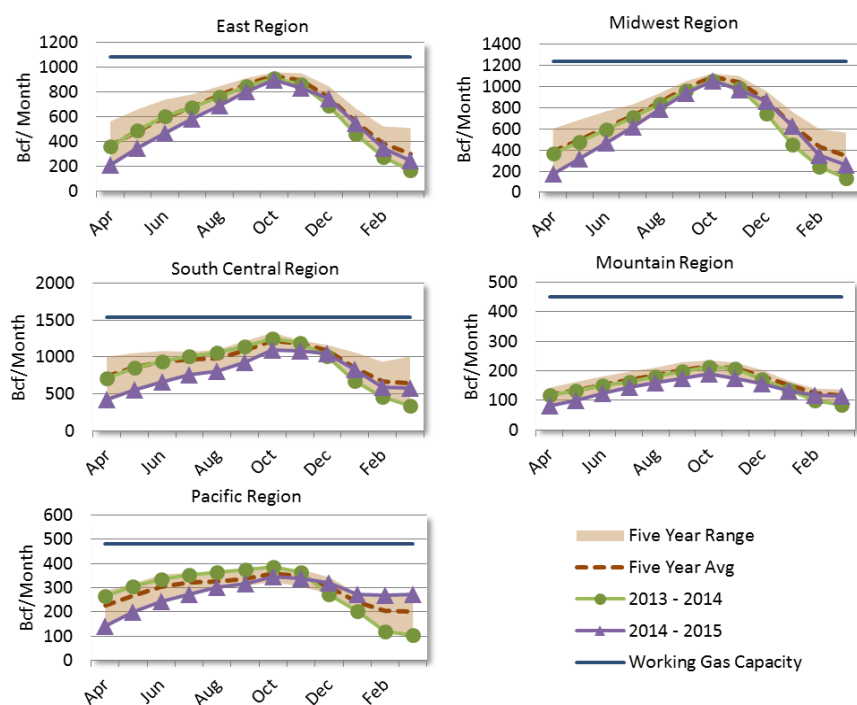 East Region
Bcf/ Month
1200
1000
800
600
400
200
0
Apr
Jun
Aug
Oct
Dec
Feb
Midwest Region
Bcf/ Month
1400
1200
1000
800
600
400
200
0
Apr
Jun
Aug
Oct
Dec
Feb
South Central Region
Bcf/Month
2000
1500
1000
500
0
Apr
Jun
Aug
Oct
Dec
Feb
Mountain Region
Bcf/Month
500
400
300
200
100
0
Apr
Jun
Aug
Oct
Dec
Feb
Pacific Region
Bcf/Month
600
500
400
300
200
100
0
Apr
Jun
Aug
Oct
Dec
Feb
Five Year Range
Five Year Avg
2013 - 2014
2014 - 2015
Working Gas Capacity